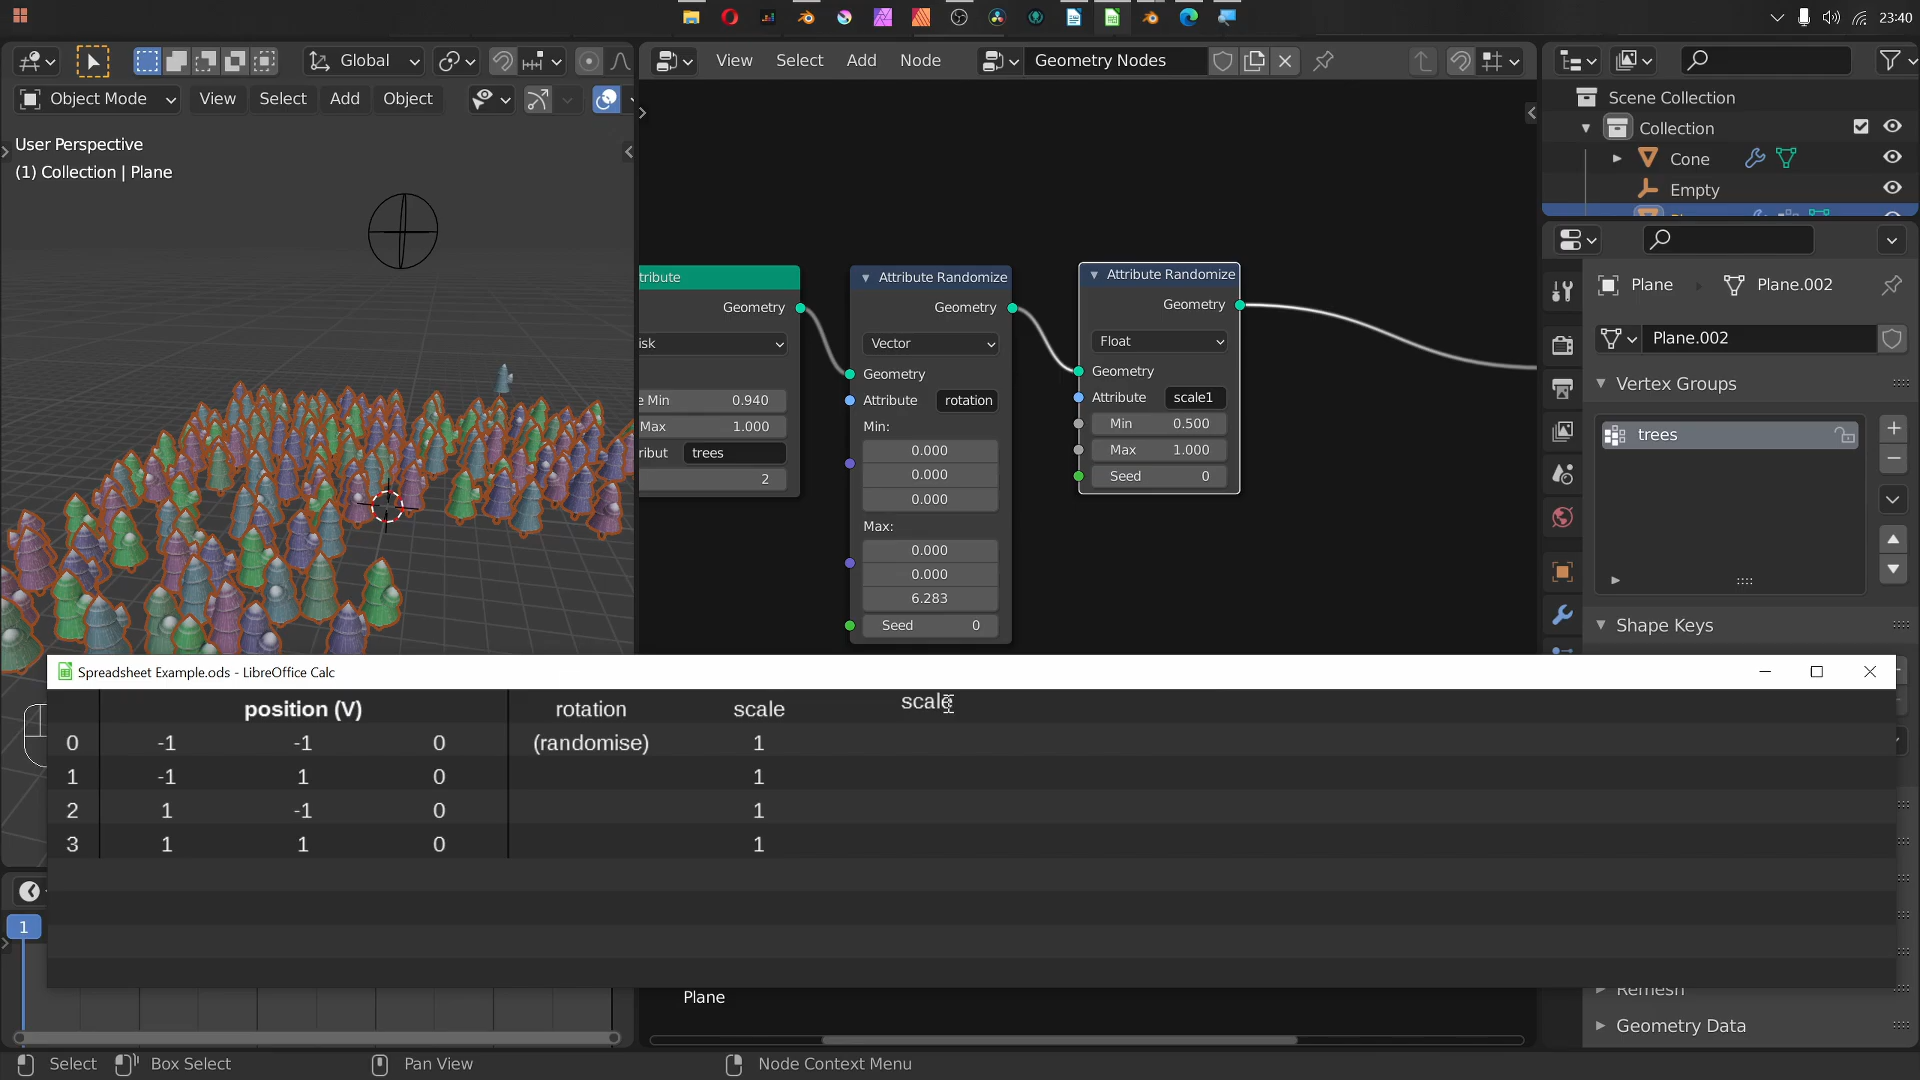 23:40
Global
View Select Add Node
Geometry Nodes
Object Mode
View Select Add Object
Scene Collection
Collection
Cone
Empty
User Perspective
(1) Collection | Plane
Plane
Plane.002
Plane.002
Vertex Groups
trees
Shape Keys
Remesh
Geometry Data
tribute
Geometry
isk
e Min 0.940
Max 1.000
ribut trees
2
Attribute Randomize
Geometry
Vector
Geometry
Attribute rotation
Min:
0.000
0.000
0.000
Max:
0.000
0.000
6.283
Seed 0
Attribute Randomize
Geometry
Float
Geometry
Attribute scale1
Min 0.500
Max 1.000
Seed 0
Spreadsheet Example.ods - LibreOffice Calc
position (V) rotation scale scale
0 -1 -1 0 (randomise) 1
1 -1 1 0 1
2 1 -1 0 1
3 1 1 0 1
1
Plane
Select Box Select Pan View Node Context Menu